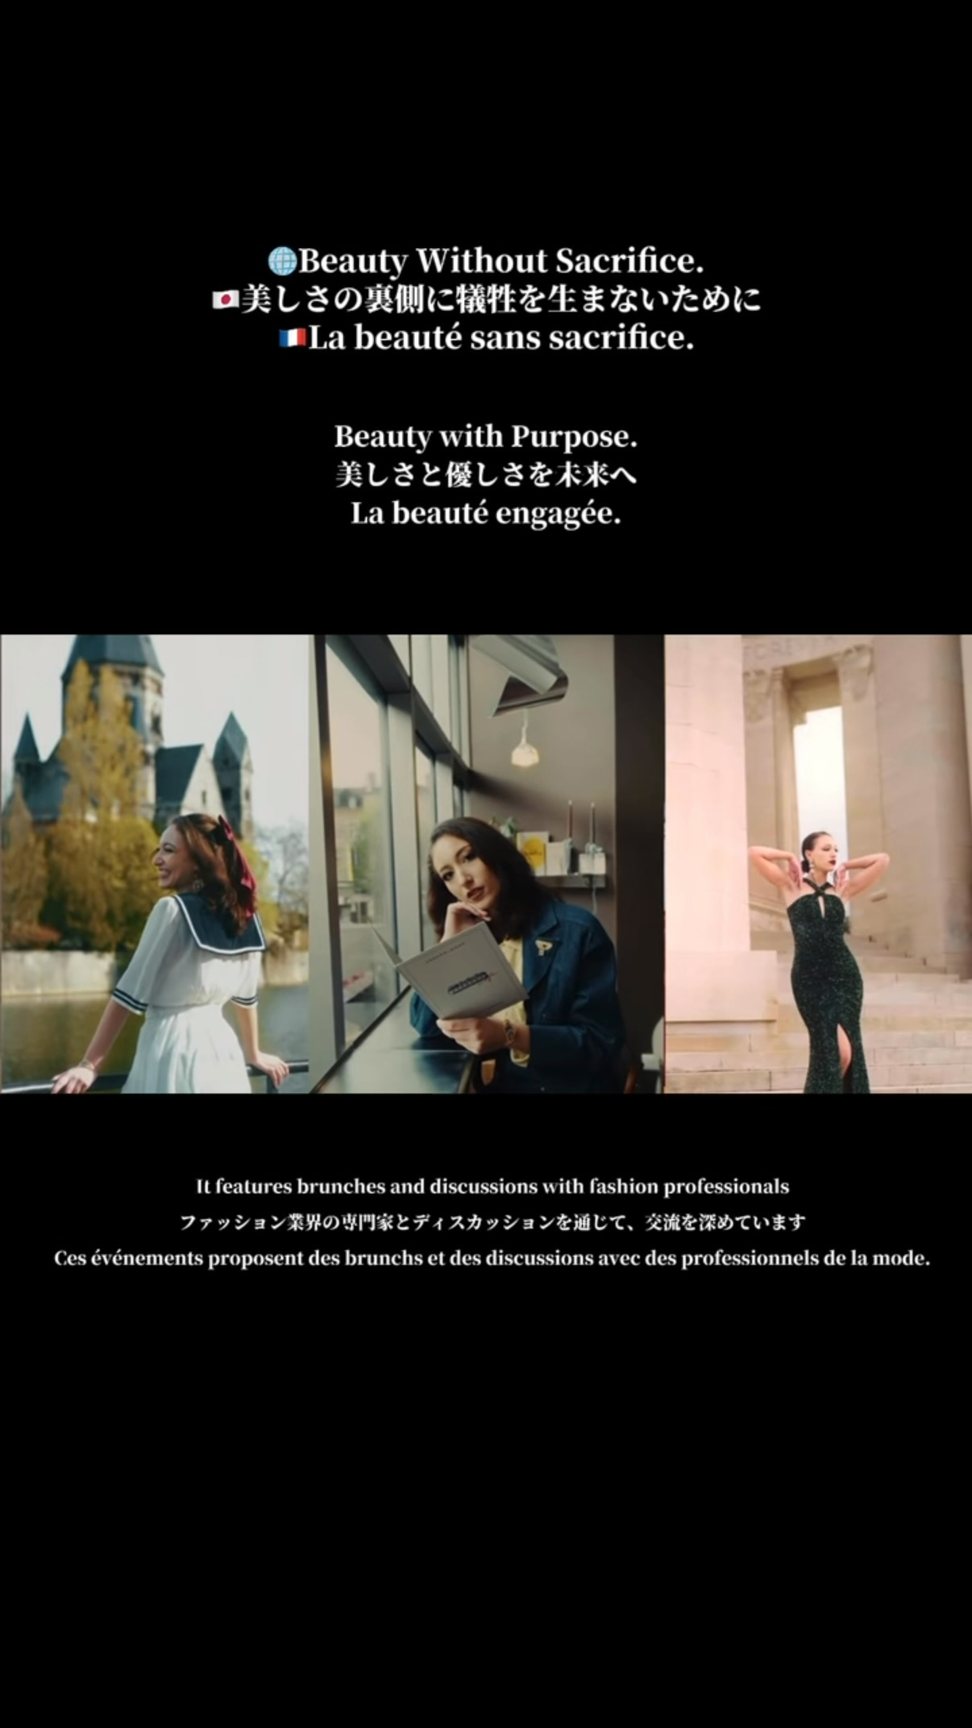 🌐Beauty Without Sacrifice.
🇯🇵美しさの裏側に犠牲を生まないために
🇫🇷La beauté sans sacrifice.
Beauty with Purpose.
美しさと優しさを未来へ
La beauté engagée.
It features brunches and discussions with fashion professionals
ファッション業界の専門家とディスカッションを通じて、交流を深めています
Ces événements proposent des brunchs et des discussions avec des professionnels de la mode.